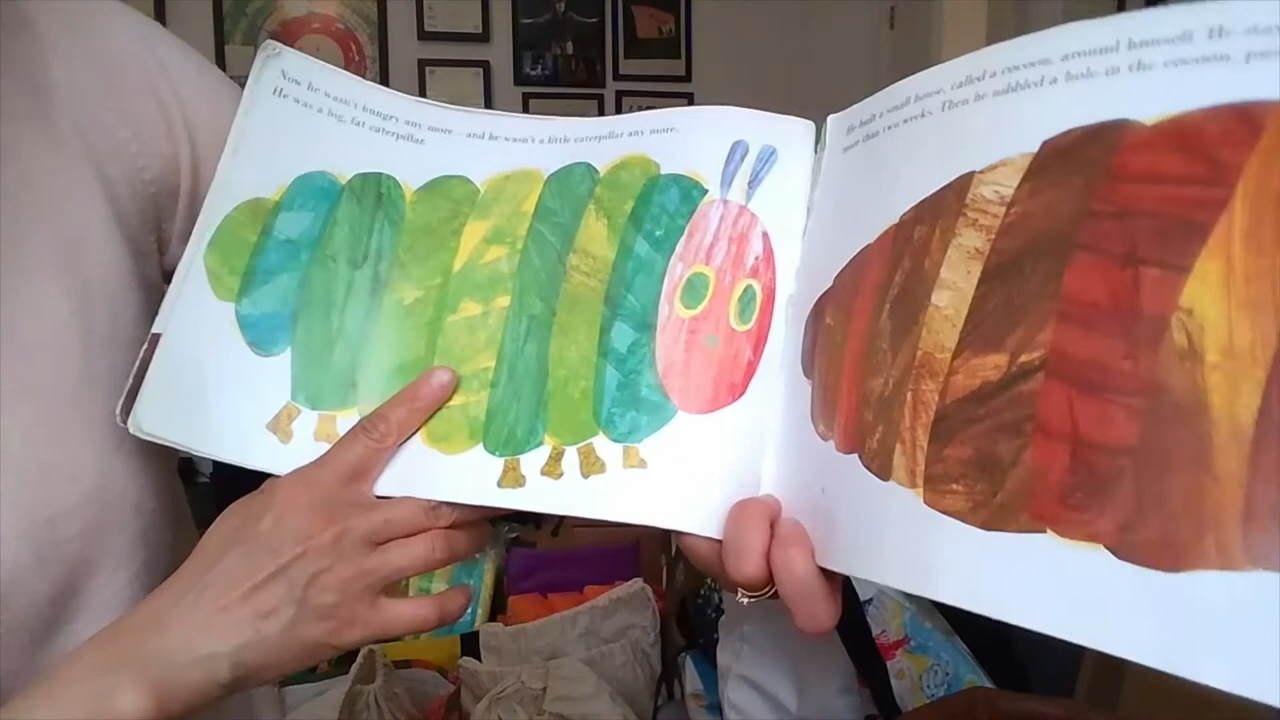 Now he wasn't hungry any more—and he wasn't a little caterpillar any more.
He was a big, fat caterpillar.
He built a small house, called a cocoon, around himself. He stay
more than two weeks. Then he nibbled a hole in the cocoon,